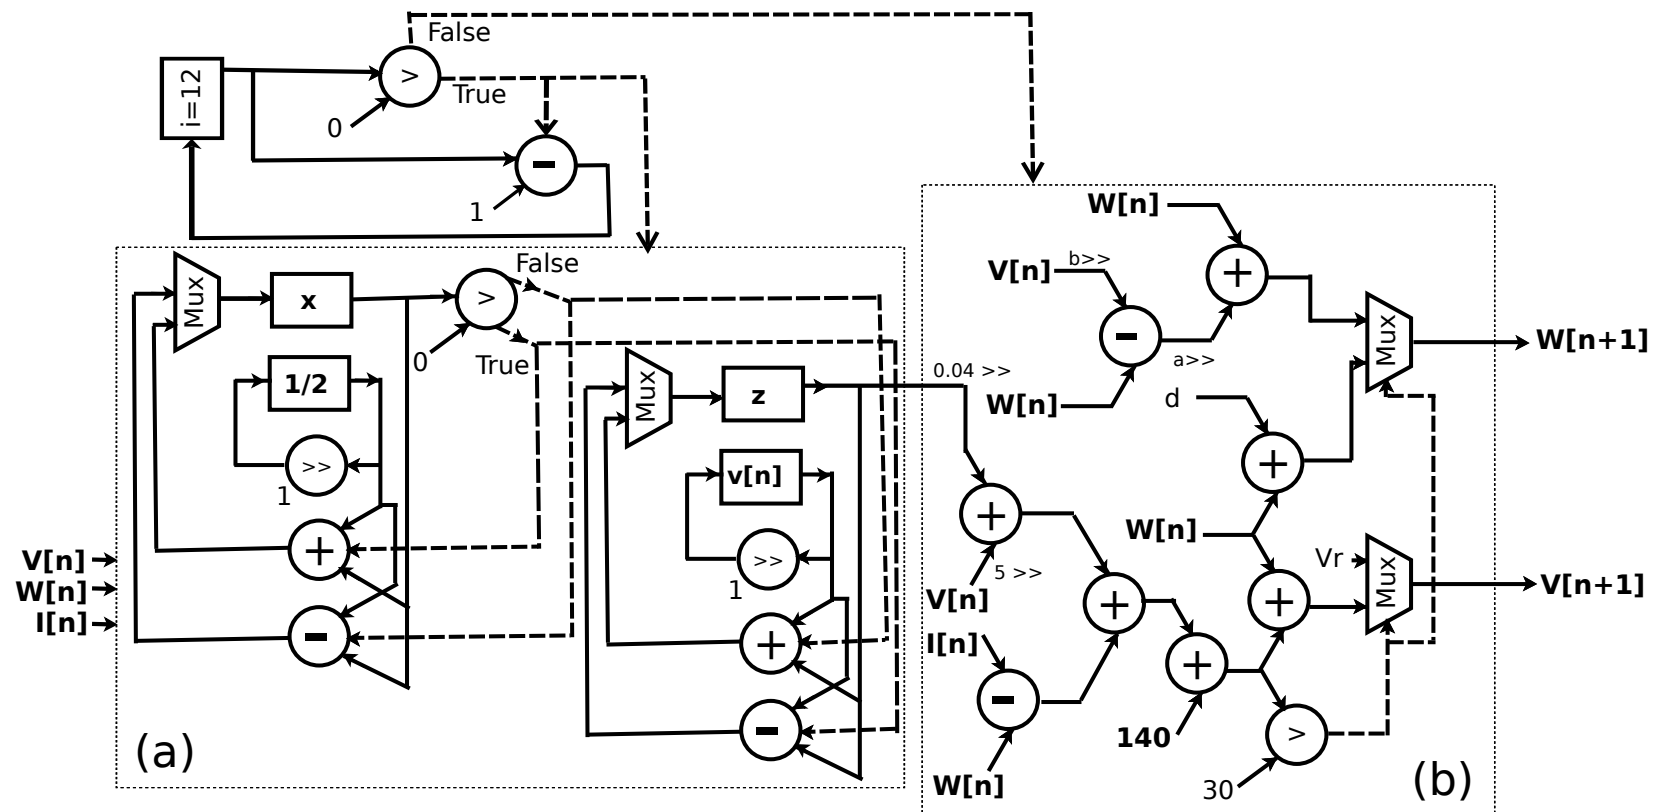 False
i=12
>
True
0
-
1
False
Mux
x
>
0
True
1/2
>>
1
+
-
V[n]
W[n]
I[n]
(a)
Mux
z
v[n]
>>
1
+
-
W[n]
V[n]
b>>
+
-
a>>
W[n]
Mux
W[n+1]
0.04 >>
d
+
+
5 >>
V[n]
W[n]
Vr
Mux
V[n+1]
+
+
I[n]
-
+
W[n]
140
>
30
(b)